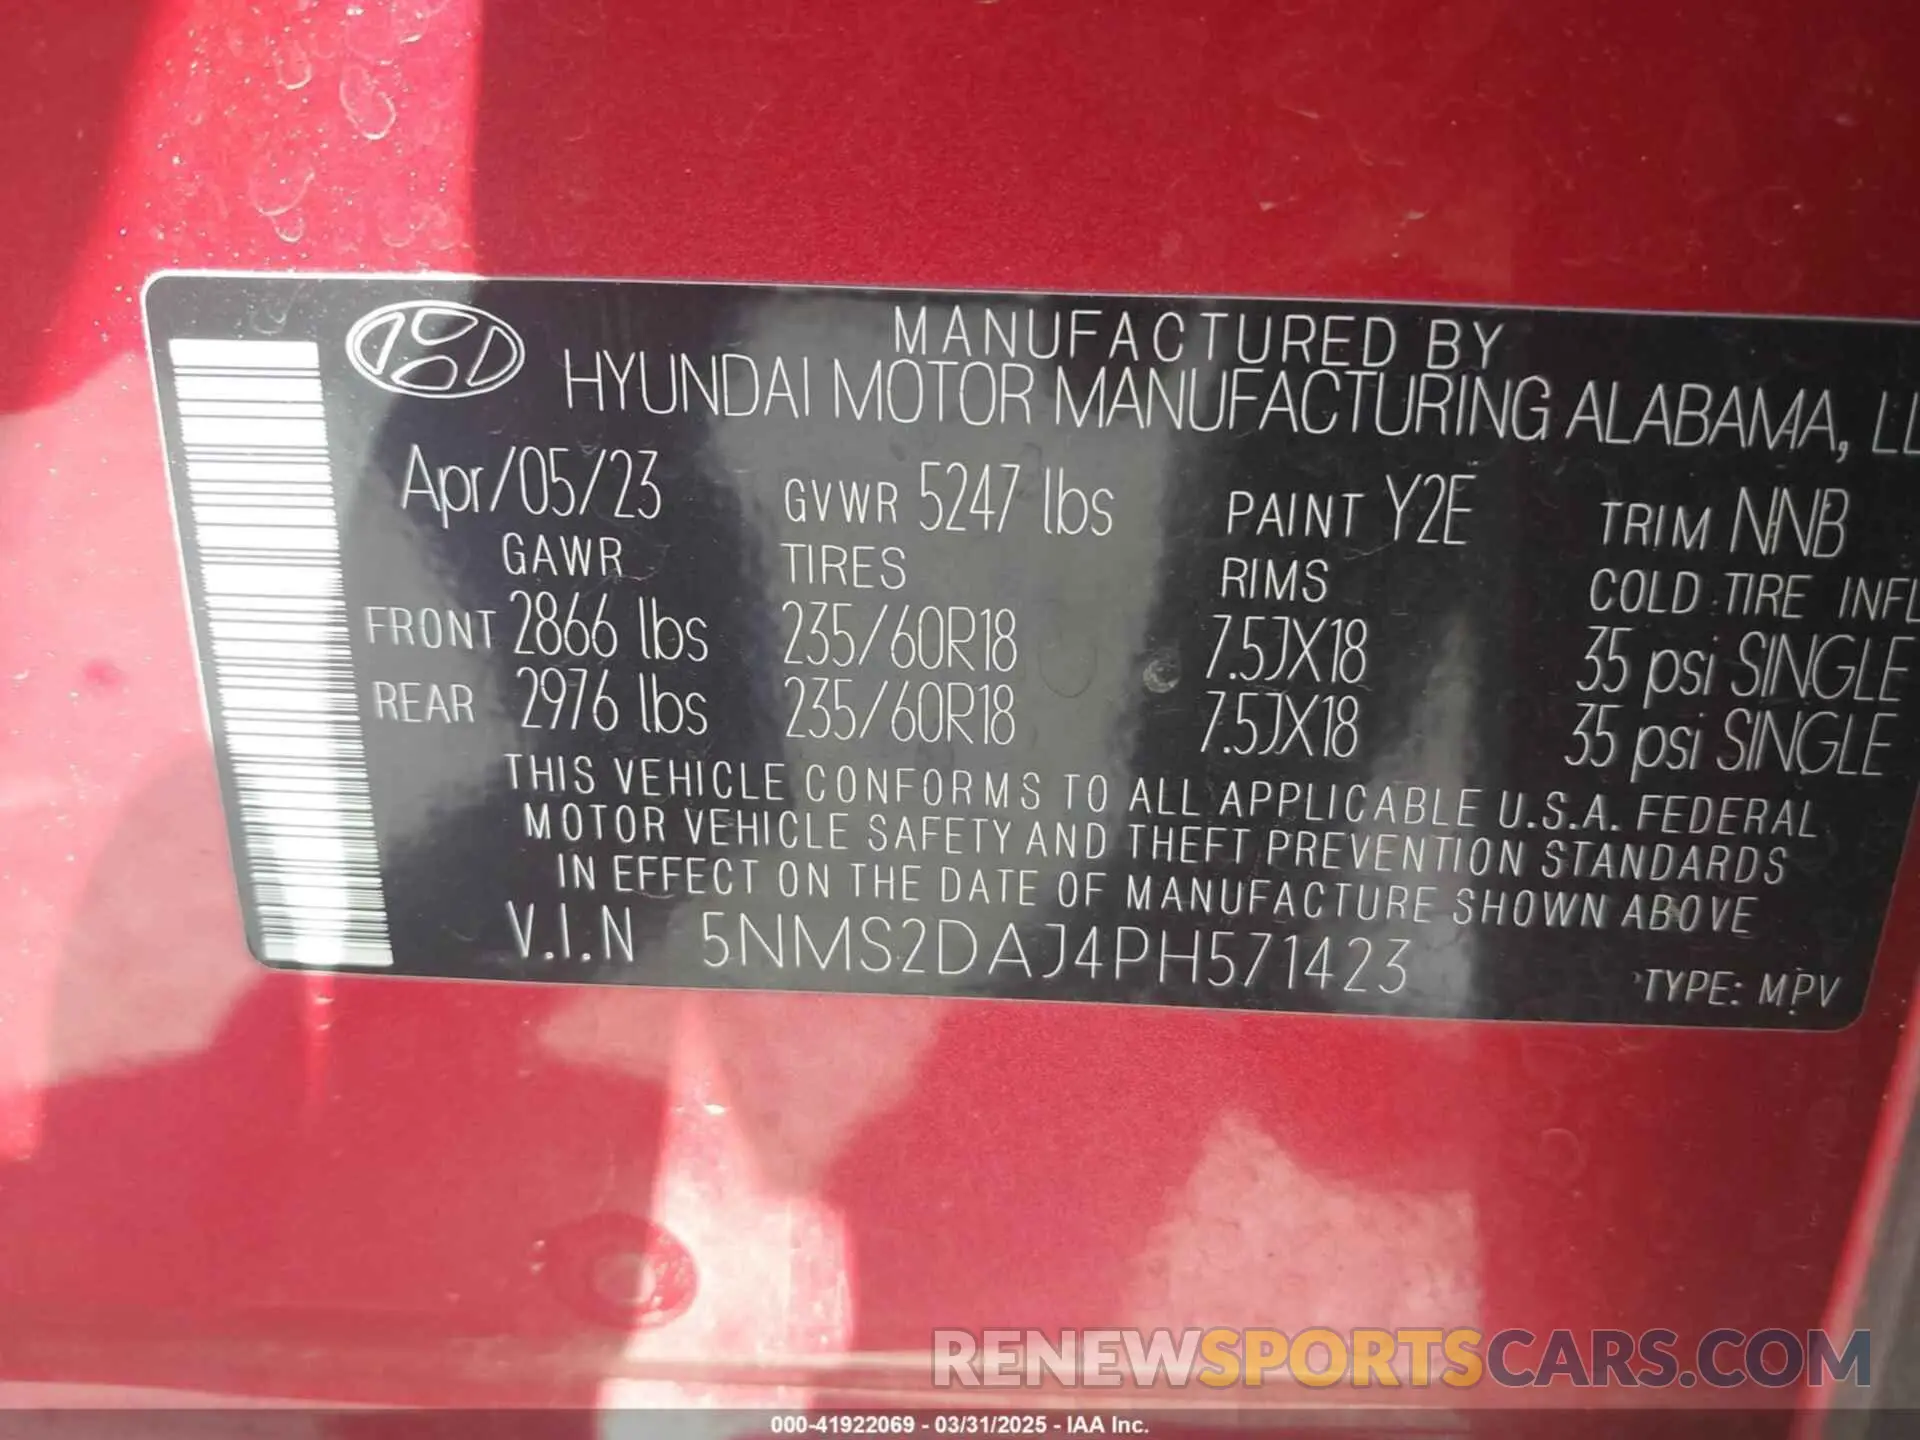 MANUFACTURED BY
HYUNDAI MOTOR MANUFACTURING ALABAMA, LL
Apr/05/23 GVWR 5247 lbs PAINT Y2E TRIM NNB
GAWR TIRES RIMS COLD TIRE INFL
FRONT 2866 lbs 235/60R18 7.5JX18 35 psi SINGLE
REAR 2976 lbs 235/60R18 7.5JX18 35 psi SINGLE
THIS VEHICLE CONFORMS TO ALL APPLICABLE U.S.A. FEDERAL
MOTOR VEHICLE SAFETY AND THEFT PREVENTION STANDARDS
IN EFFECT ON THE DATE OF MANUFACTURE SHOWN ABOVE
V.I.N 5NMS2DAJ4PH571423 TYPE: MPV
RENEWSPORTSCARS.COM
000-41922069 - 03/31/2025 - IAA Inc.